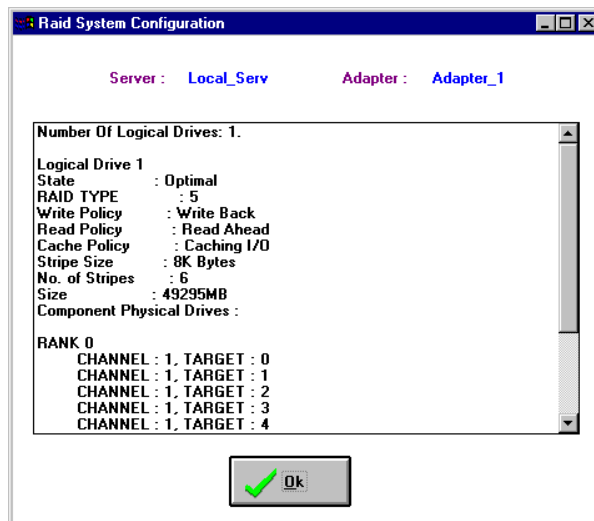 Raid System Configuration
Server : Local_Serv Adapter : Adapter_1
Number Of Logical Drives: 1.
Logical Drive 1
State : Optimal
RAID TYPE : 5
Write Policy : Write Back
Read Policy : Read Ahead
Cache Policy : Caching I/O
Stripe Size : 8K Bytes
No. of Stripes : 6
Size : 49295MB
Component Physical Drives :
RANK 0
CHANNEL : 1, TARGET : 0
CHANNEL : 1, TARGET : 1
CHANNEL : 1, TARGET : 2
CHANNEL : 1, TARGET : 3
CHANNEL : 1, TARGET : 4
Ok